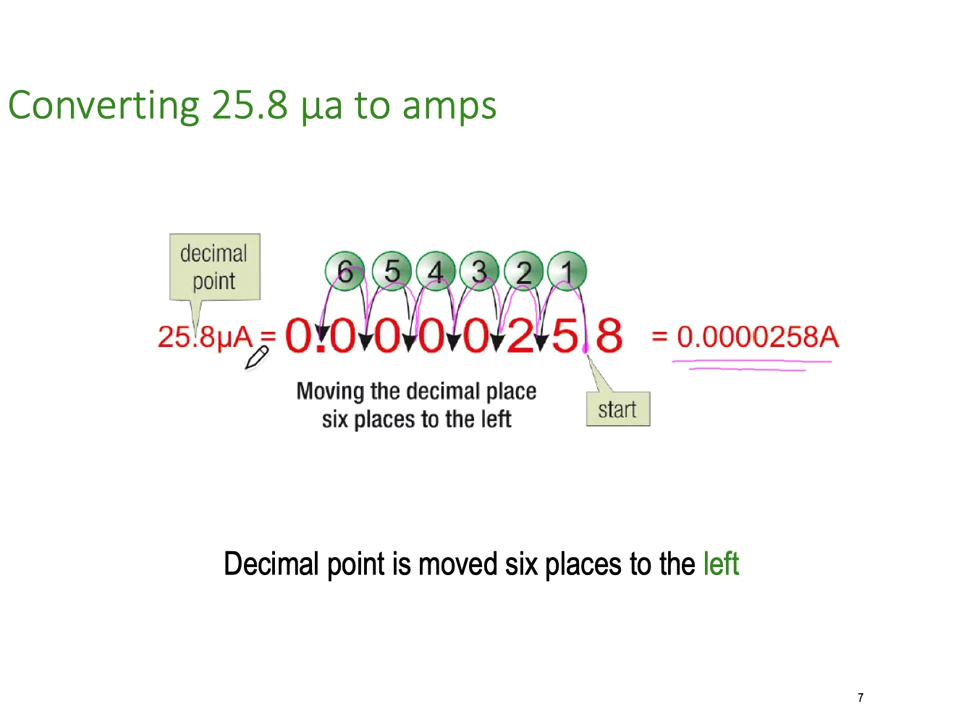 Converting 25.8 µa to amps
decimal
point
6 5 4 3 2 1
25.8µA = 0.0000025.8 = 0.0000258A
Moving the decimal place
six places to the left
start
Decimal point is moved six places to the left
7